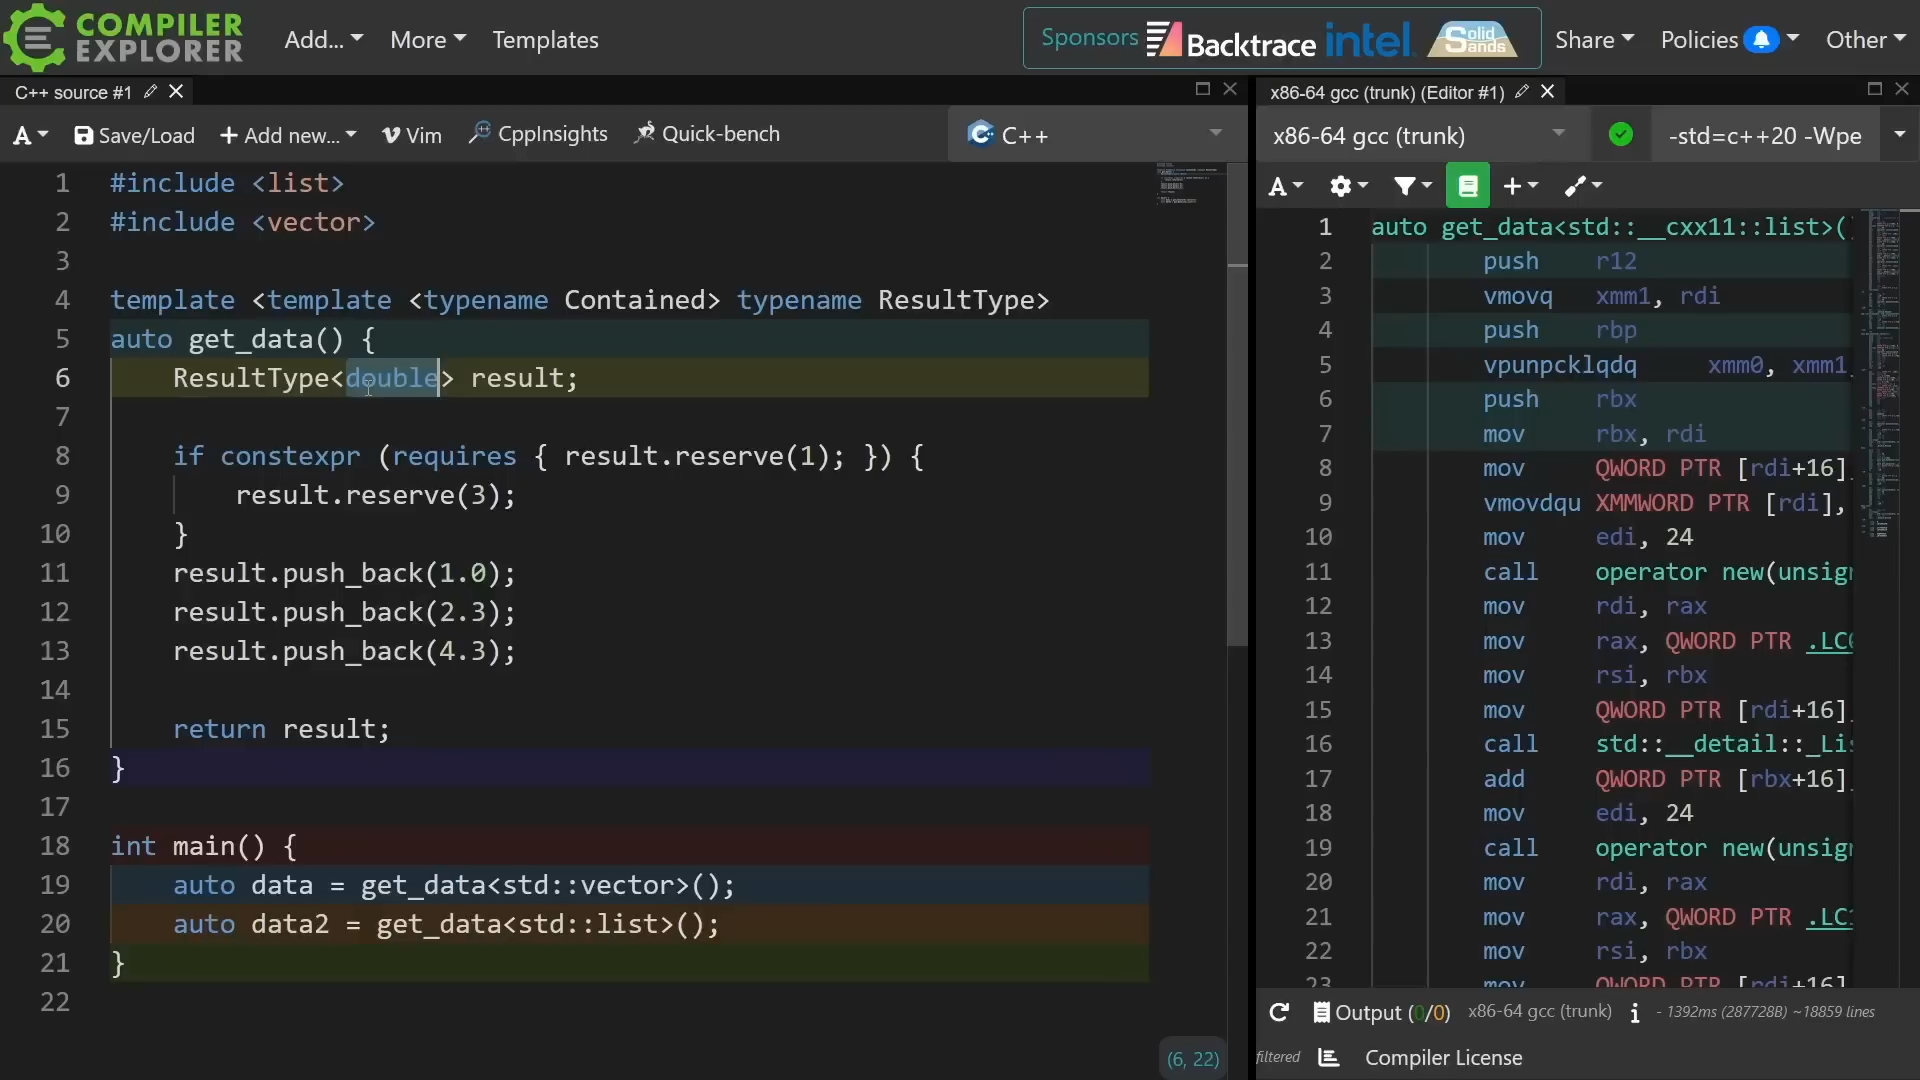 COMPILER EXPLORER
Add... More Templates
Sponsors Backtrace intel. Solid Sands Share Policies Other
C++ source #1
A Save/Load + Add new... Vim CppInsights Quick-bench C++
1 #include <list>
2 #include <vector>
3
4 template <template <typename Contained> typename ResultType>
5 auto get_data() {
6 ResultType<double> result;
7
8 if constexpr (requires { result.reserve(1); }) {
9 result.reserve(3);
10 }
11 result.push_back(1.0);
12 result.push_back(2.3);
13 result.push_back(4.3);
14
15 return result;
16 }
17
18 int main() {
19 auto data = get_data<std::vector>();
20 auto data2 = get_data<std::list>();
21 }
22
(6, 22)
x86-64 gcc (trunk) (Editor #1)
x86-64 gcc (trunk) -std=c++20 -Wpe
A
1 auto get_data<std::__cxx11::list>(
2 push r12
3 vmovq xmm1, rdi
4 push rbp
5 vpunpcklqdq xmm0, xmm1
6 push rbx
7 mov rbx, rdi
8 mov QWORD PTR [rdi+16]
9 vmovdqu XMMWORD PTR [rdi],
10 mov edi, 24
11 call operator new(unsign
12 mov rdi, rax
13 mov rax, QWORD PTR .LC0
14 mov rsi, rbx
15 mov QWORD PTR [rdi+16]
16 call std::__detail::_Lis
17 add QWORD PTR [rbx+16]
18 mov edi, 24
19 call operator new(unsign
20 mov rdi, rax
21 mov rax, QWORD PTR .LC1
22 mov rsi, rbx
23 mov QWORD PTR [rdi+16]
Output (0/0) x86-64 gcc (trunk) i - 1392ms (287728B) ~18859 lines
filtered Compiler License